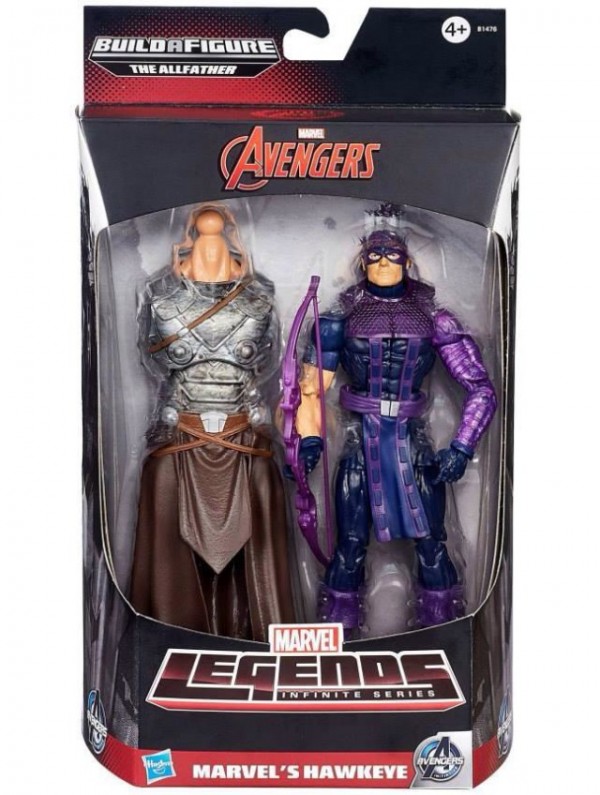 BUILDAFIGURE
THE ALLFATHER
4+
B1476
MARVEL
AVENGERS
MARVEL
LEGENDS
INFINITE SERIES
Hasbro
MARVEL'S HAWKEYE
AVENGERS